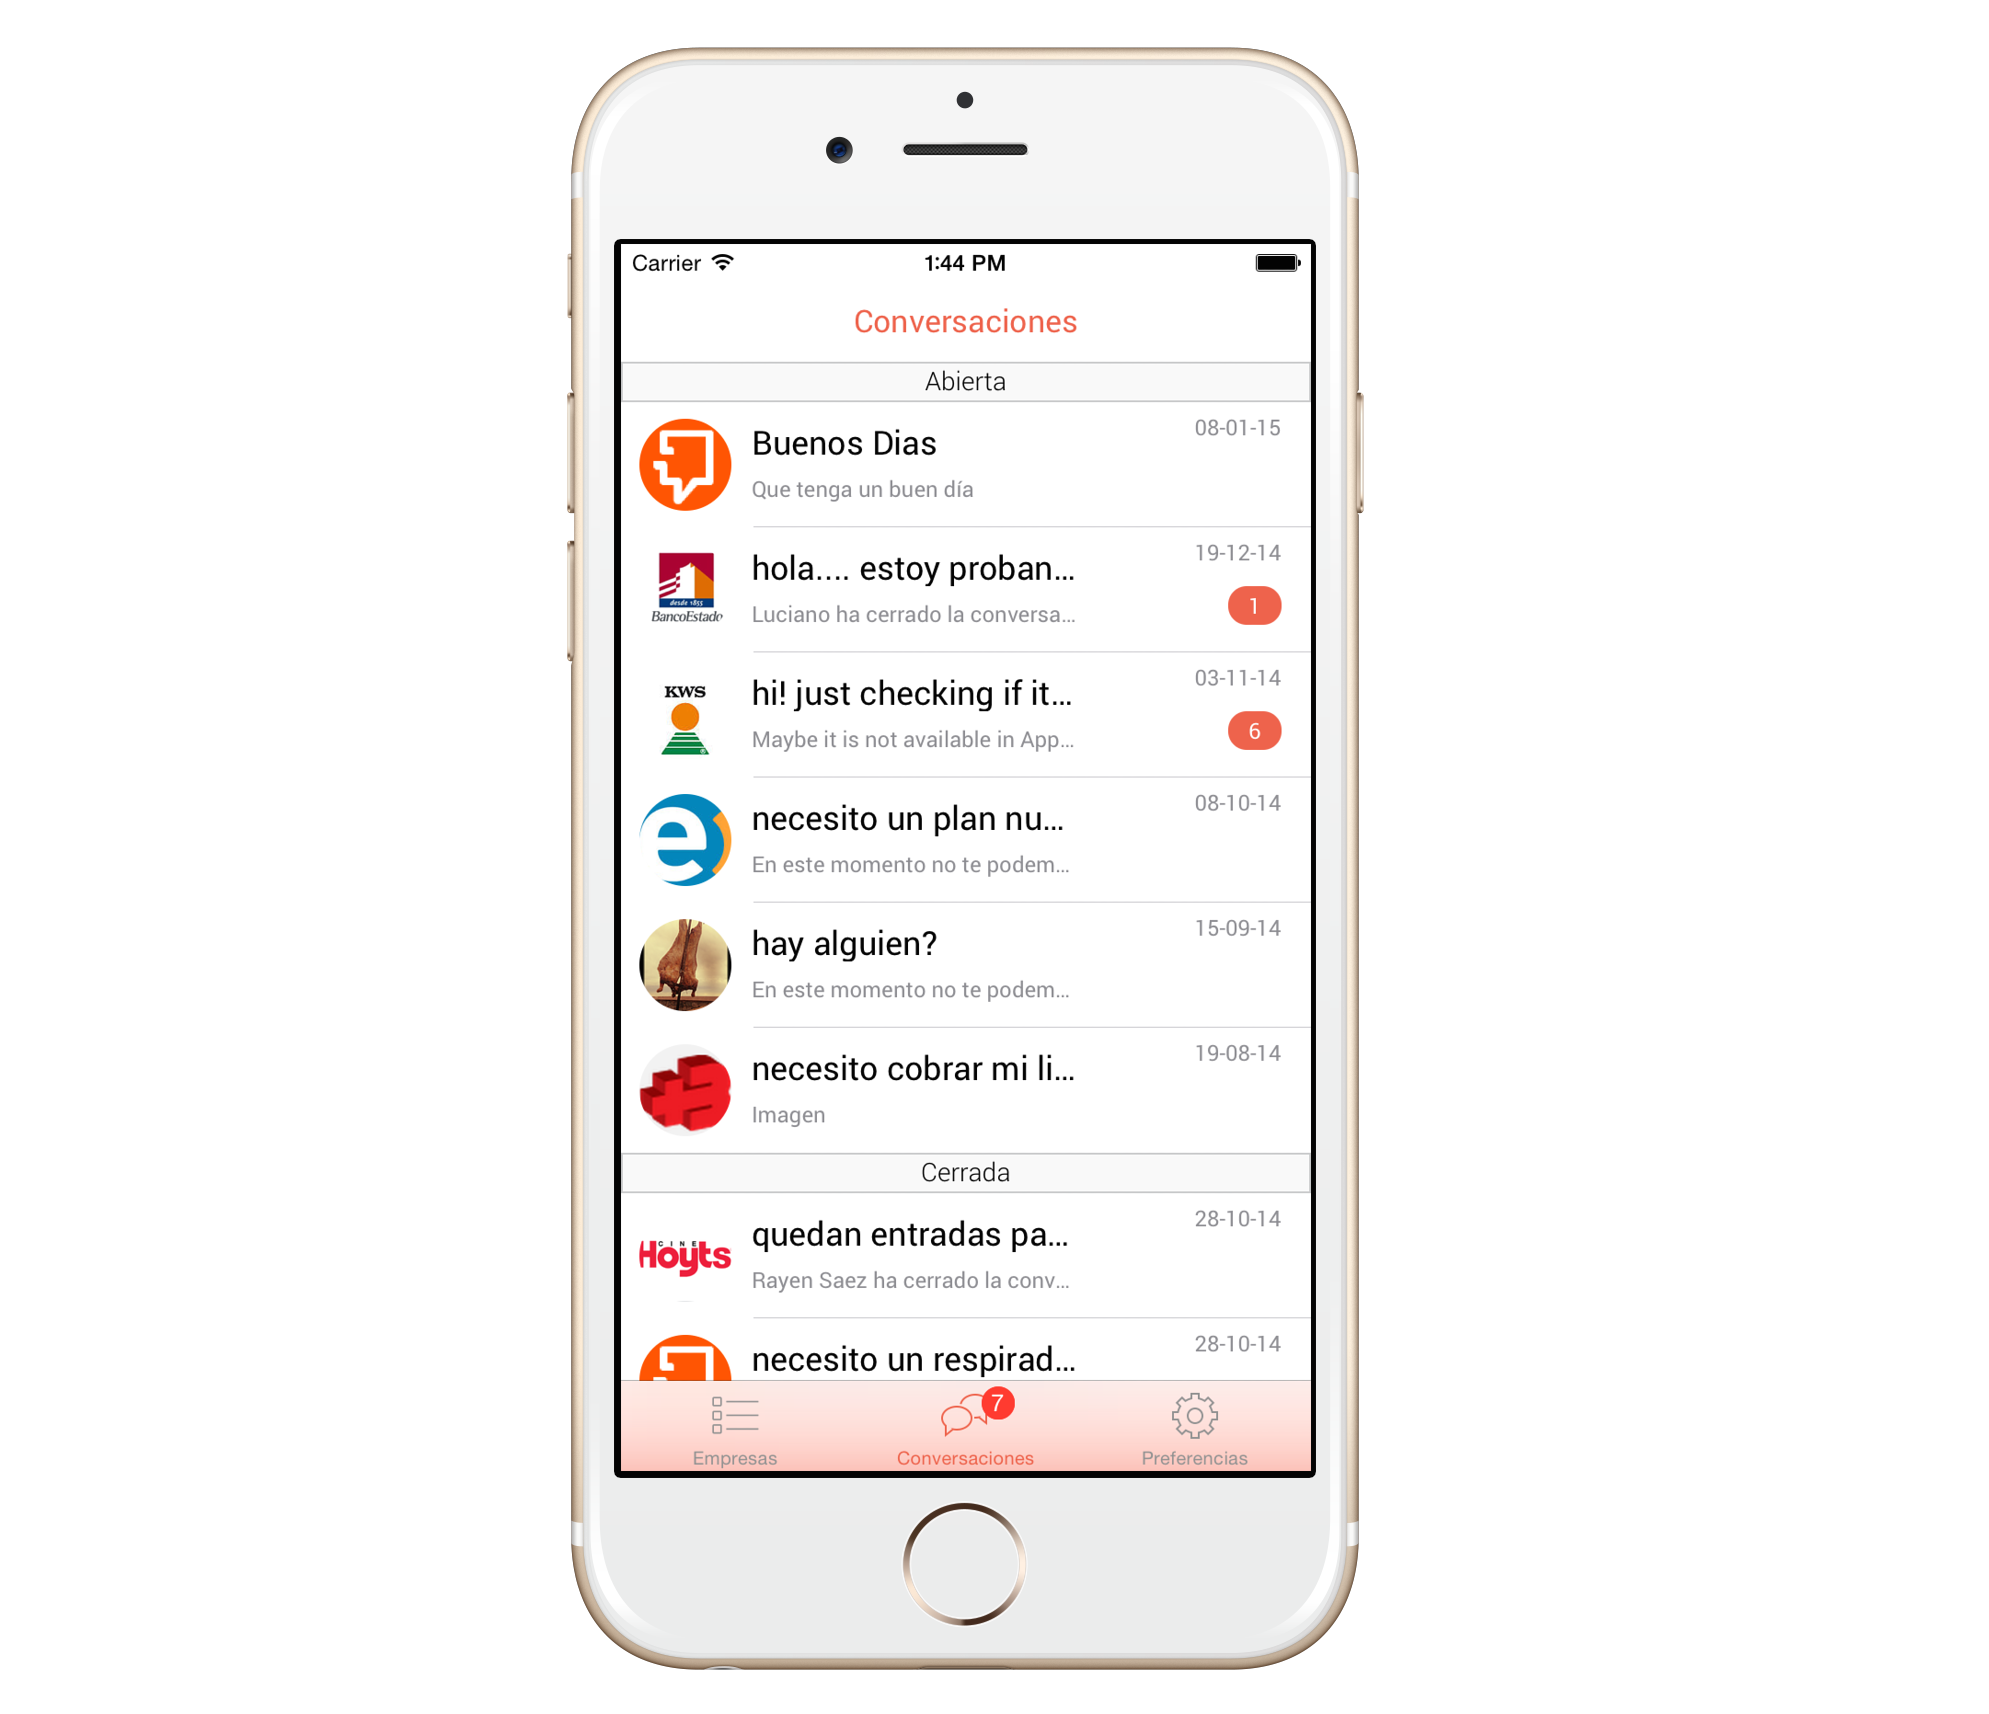 Carrier
1:44 PM
Conversaciones
Abierta
Buenos Dias
08-01-15
Que tenga un buen día
desde 1855
BancoEstado
hola.... estoy proban...
19-12-14
Luciano ha cerrado la conversa...
1
KWS
hi! just checking if it...
03-11-14
Maybe it is not available in App...
6
e
necesito un plan nu...
08-10-14
En este momento no te podem...
hay alguien?
15-09-14
En este momento no te podem...
necesito cobrar mi li...
19-08-14
Imagen
Cerrada
CINE
Hoyts
quedan entradas pa...
28-10-14
Rayen Saez ha cerrado la conv...
necesito un respirad...
28-10-14
7
Empresas
Conversaciones
Preferencias